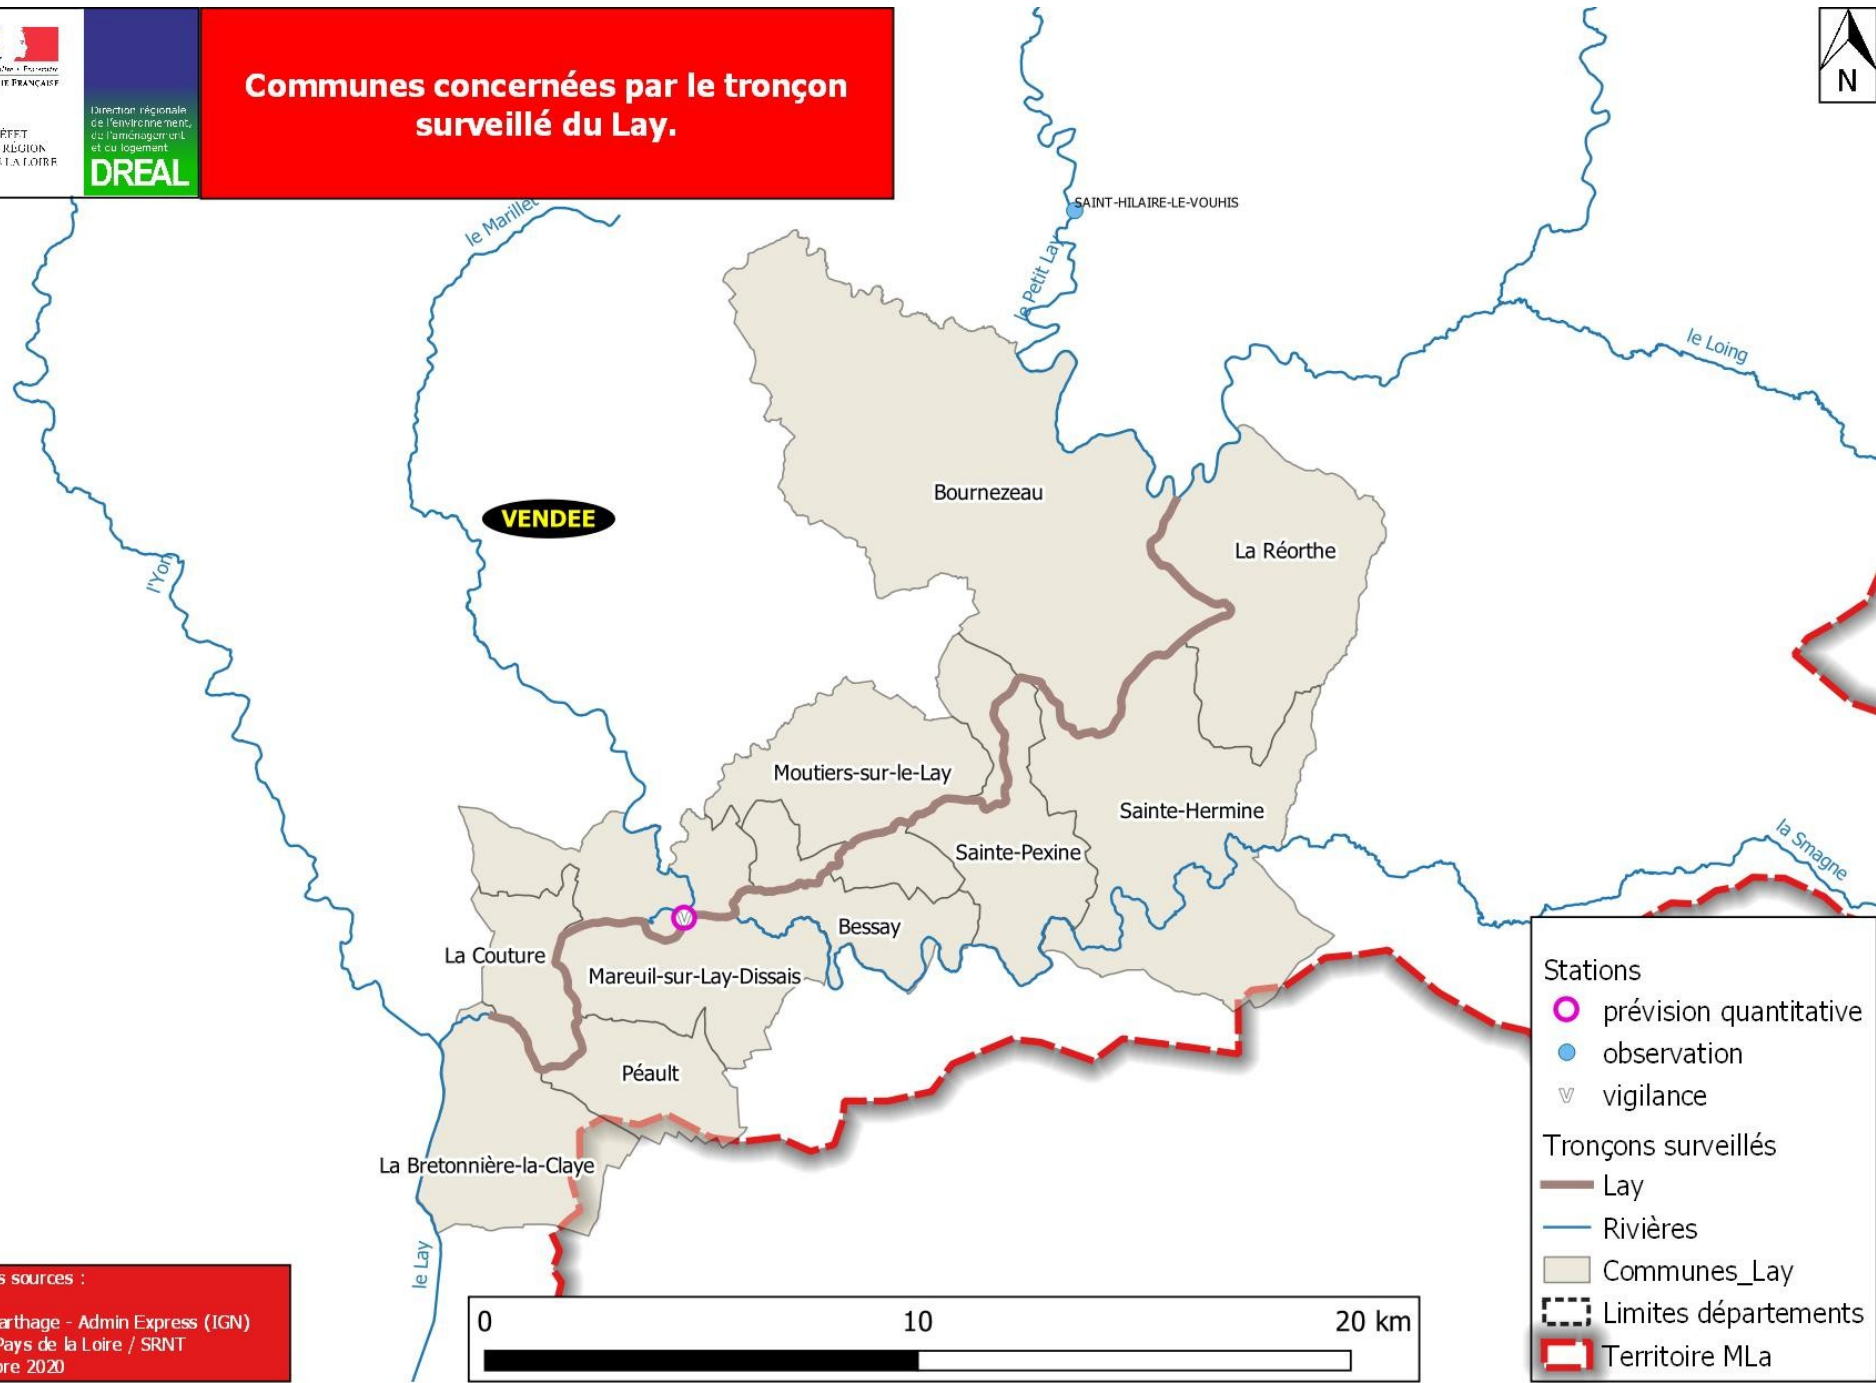 Communes concernées par le tronçon
surveillé du Lay.
Direction régionale
de l'environnement,
de l'aménagement
et du logement
DREAL
N
SAINT-HILAIRE-LE-VOUHIS
le Marillet
le Petit Lay
le Loing
VENDEE
l'Yon
Bournezeau
La Réorthe
Moutiers-sur-le-Lay
Sainte-Hermine
Sainte-Pexine
la Smagne
Bessay
La Couture
Mareuil-sur-Lay-Dissais
Péault
La Bretonnière-la-Claye
le Lay
Stations
prévision quantitative
observation
v vigilance
Tronçons surveillés
Lay
Rivières
Communes_Lay
Limites départements
Territoire MLa
sources :
- Admin Express (IGN)
Pays de la Loire / SRNT
2020
0 10 20 km